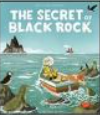 THE SECRET OF
BLACK ROCK